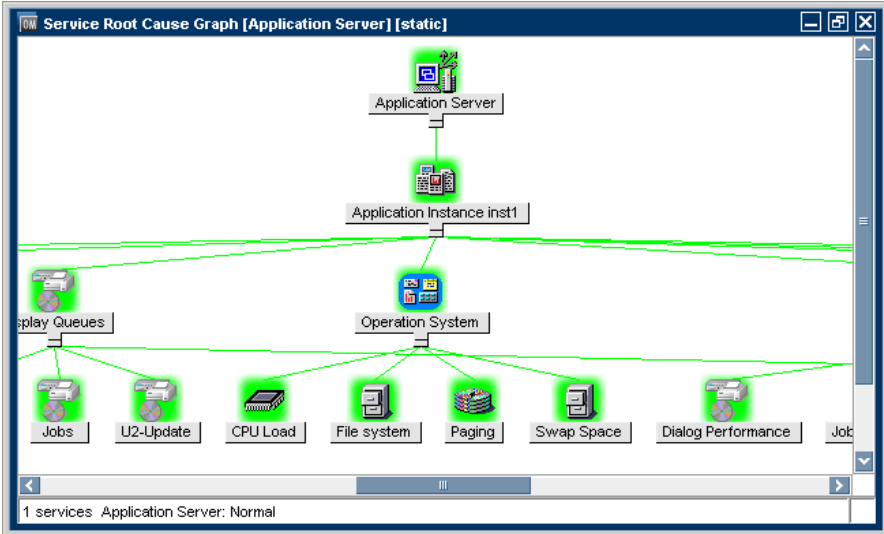 OM Service Root Cause Graph [Application Server] [static]
Application Server
Application Instance inst1
splay Queues
Operation System
Jobs
U2-Update
CPU Load
File system
Paging
Swap Space
Dialog Performance
Job
1 services Application Server: Normal